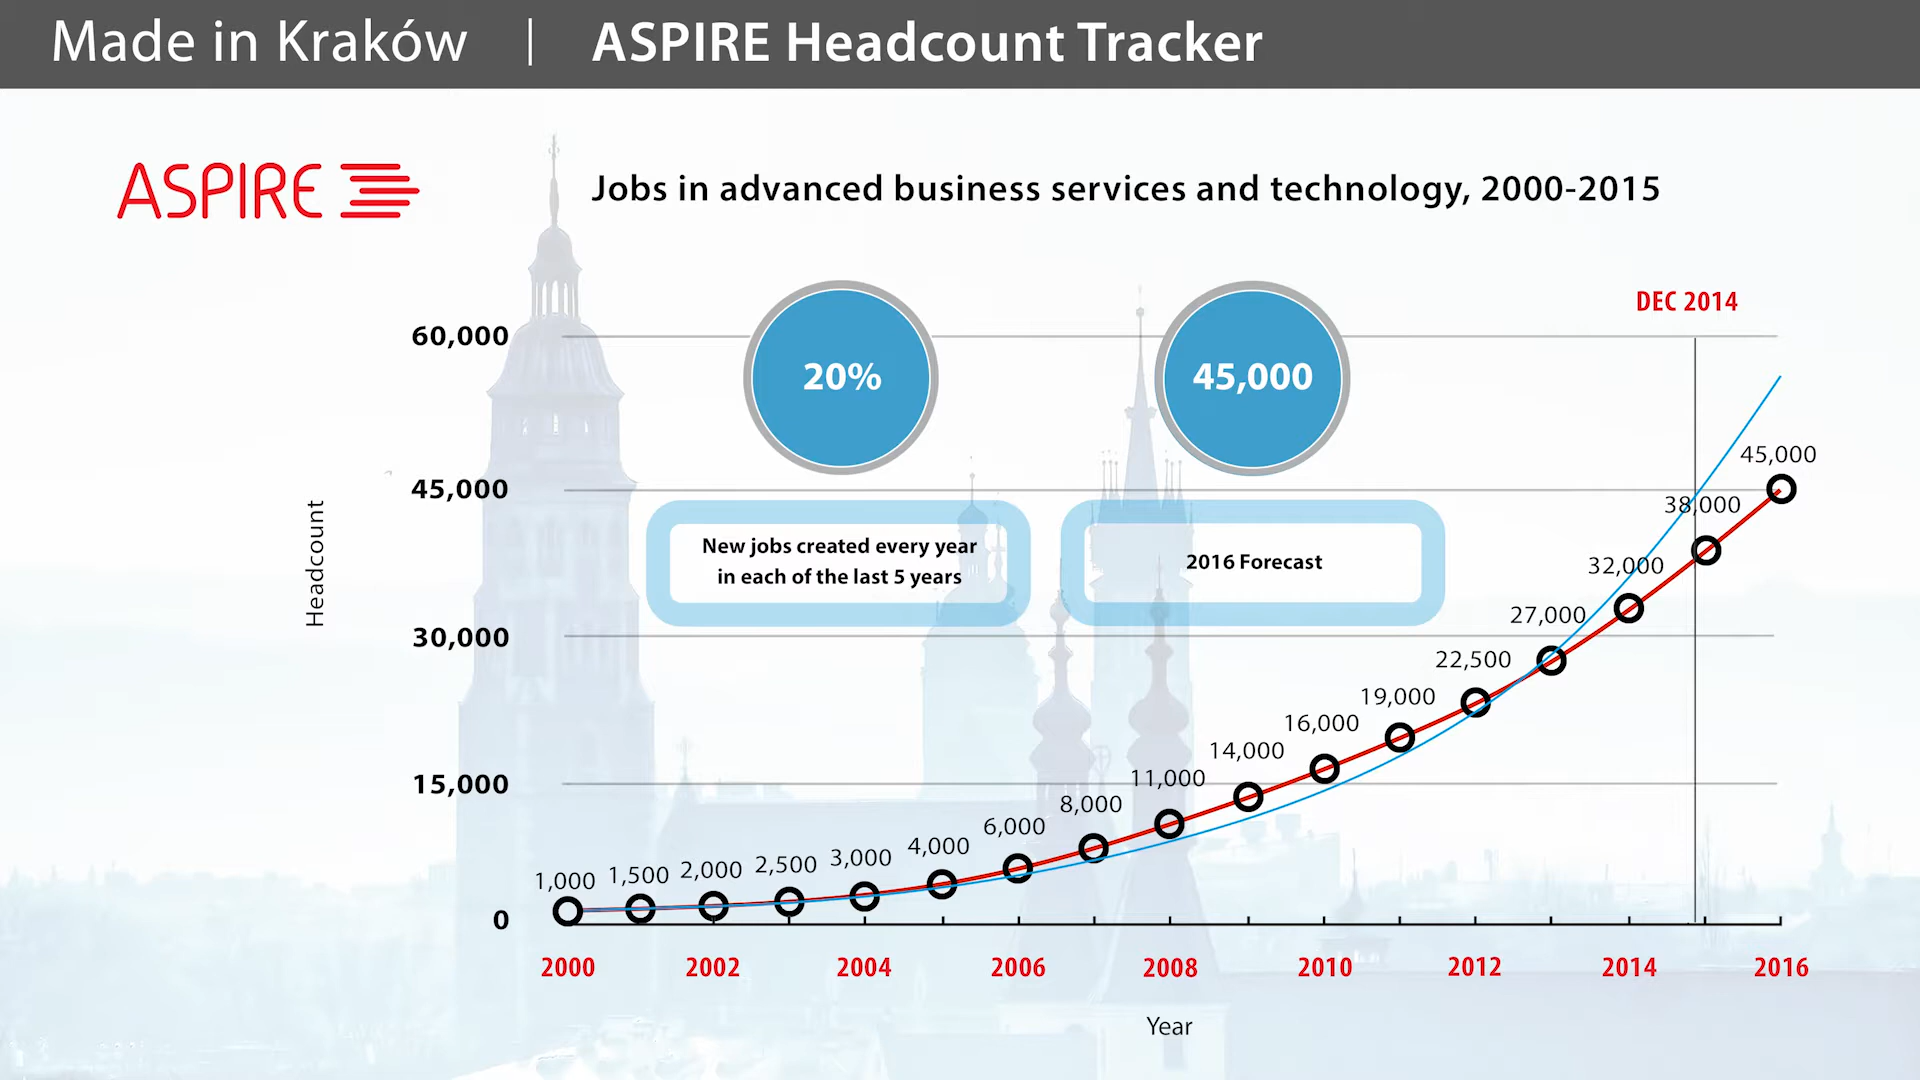 Made in Kraków | ASPIRE Headcount Tracker
ASPIRE
Jobs in advanced business services and technology, 2000-2015
DEC 2014
60,000
20%
45,000
45,000
45,000
38,000
Headcount
New jobs created every year
in each of the last 5 years
2016 Forecast
32,000
27,000
30,000
22,500
19,000
16,000
14,000
15,000
11,000
8,000
6,000
4,000
3,000
2,500
2,000
1,500
1,000
0
2000 2002 2004 2006 2008 2010 2012 2014 2016
Year